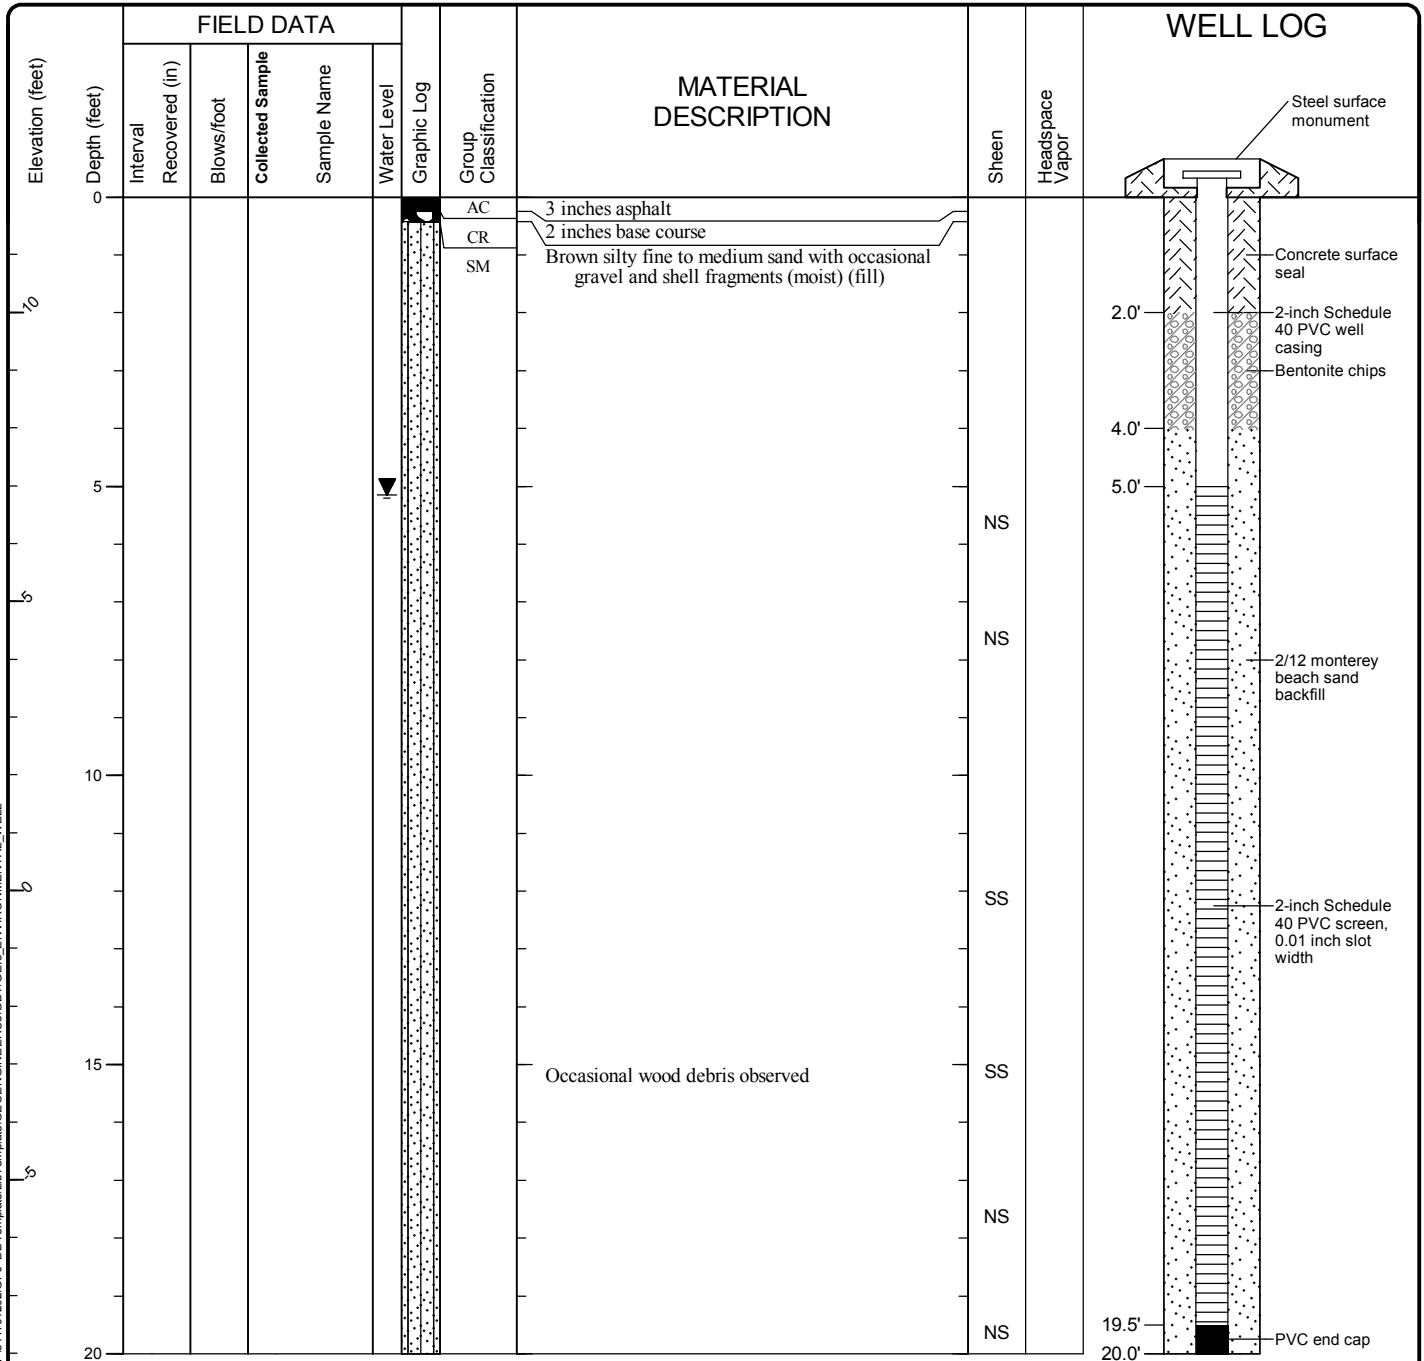 FIELD DATA
WELL LOG
Elevation (feet)
Depth (feet)
Interval
Recovered (in)
Blows/foot
Collected Sample
Sample Name
Water Level
Graphic Log
Group
Classification
MATERIAL
DESCRIPTION
Sheen
Headspace
Vapor
Steel surface
monument
0
AC
3 inches asphalt
CR
2 inches base course
SM
Brown silty fine to medium sand with occasional
gravel and shell fragments (moist) (fill)
Concrete surface
seal
10
2.0'
2-inch Schedule
40 PVC well
casing
Bentonite chips
4.0'
5
5.0'
NS
5
NS
2/12 monterey
beach sand
backfill
10
0
SS
2-inch Schedule
40 PVC screen,
0.01 inch slot
width
15
Occasional wood debris observed
SS
-5
NS
NS
19.5'
PVC end cap
20
20.0'